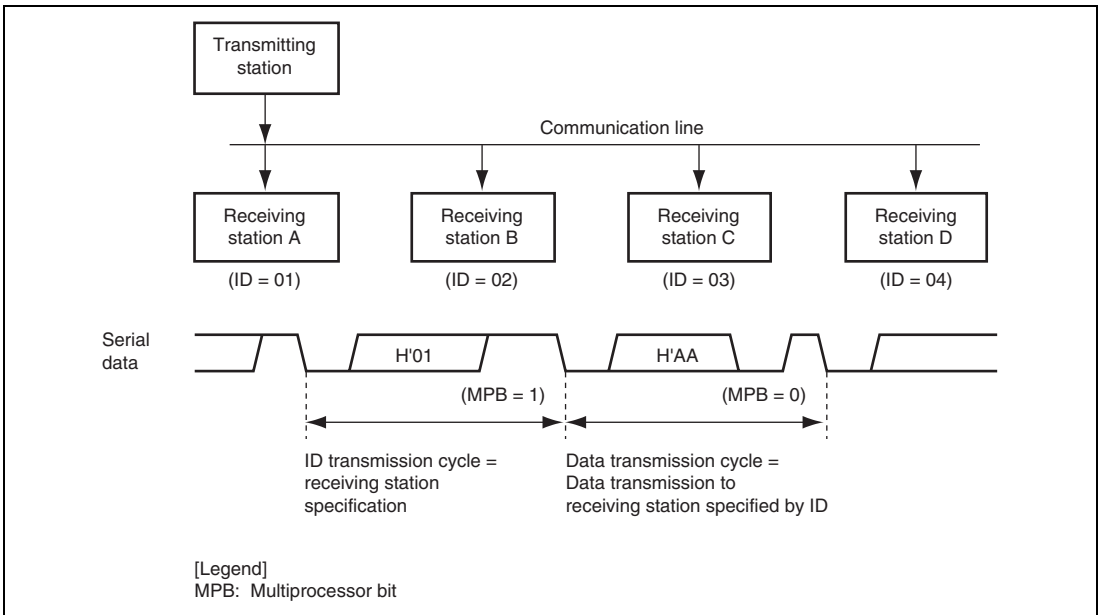 Transmitting
station
Communication line
Receiving
station A
Receiving
station B
Receiving
station C
Receiving
station D
(ID = 01)
(ID = 02)
(ID = 03)
(ID = 04)
Serial
data
H'01
H'AA
(MPB = 1)
(MPB = 0)
ID transmission cycle =
receiving station
specification
Data transmission cycle =
Data transmission to
receiving station specified by ID
[Legend]
MPB: Multiprocessor bit